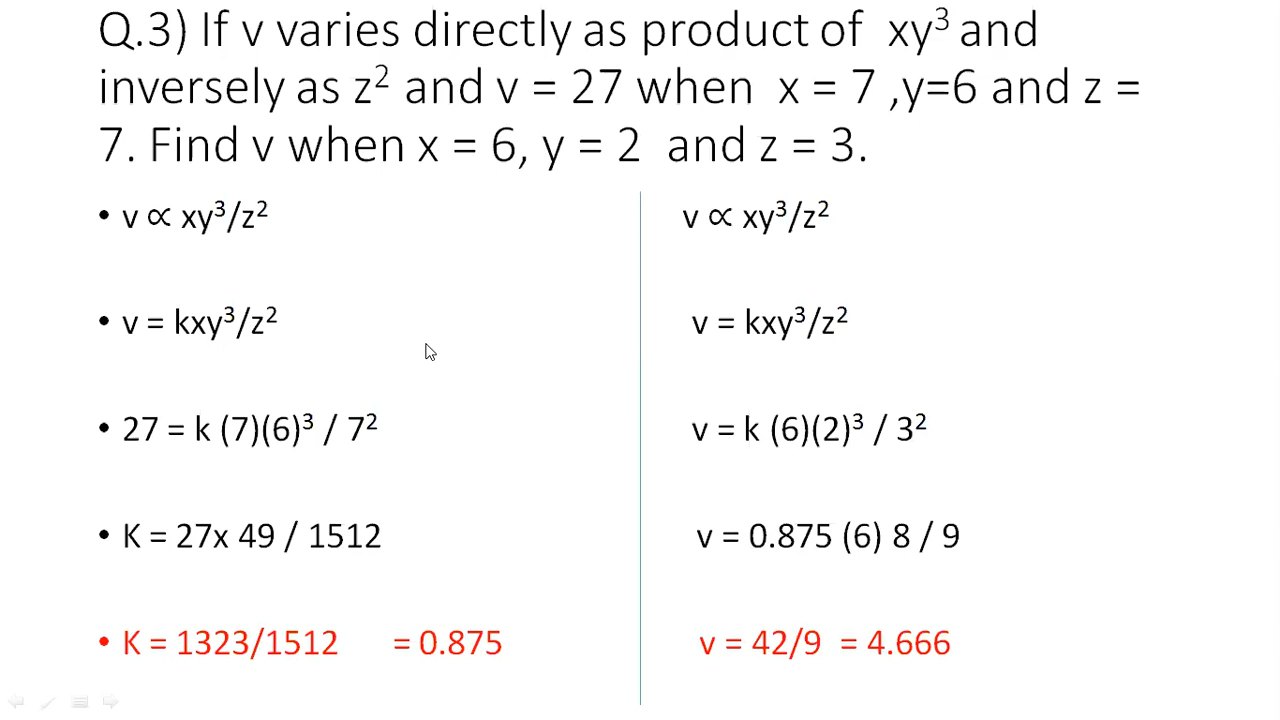 Q.3) If v varies directly as product of xy³ and
inversely as z² and v = 27 when x = 7 ,y=6 and z =
7. Find v when x = 6, y = 2 and z = 3.
• v ∝ xy³/z²
• v = kxy³/z²
• 27 = k (7)(6)³ / 7²
• K = 27x 49 / 1512
• K = 1323/1512 = 0.875
v ∝ xy³/z²
v = kxy³/z²
v = k (6)(2)³ / 3²
v = 0.875 (6) 8 / 9
v = 42/9 = 4.666